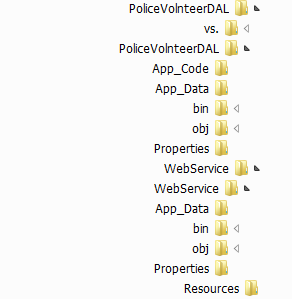 PoliceVolnteerDAL
vs.
PoliceVolnteerDAL
App_Code
App_Data
bin
obj
Properties
WebService
WebService
App_Data
bin
obj
Properties
Resources